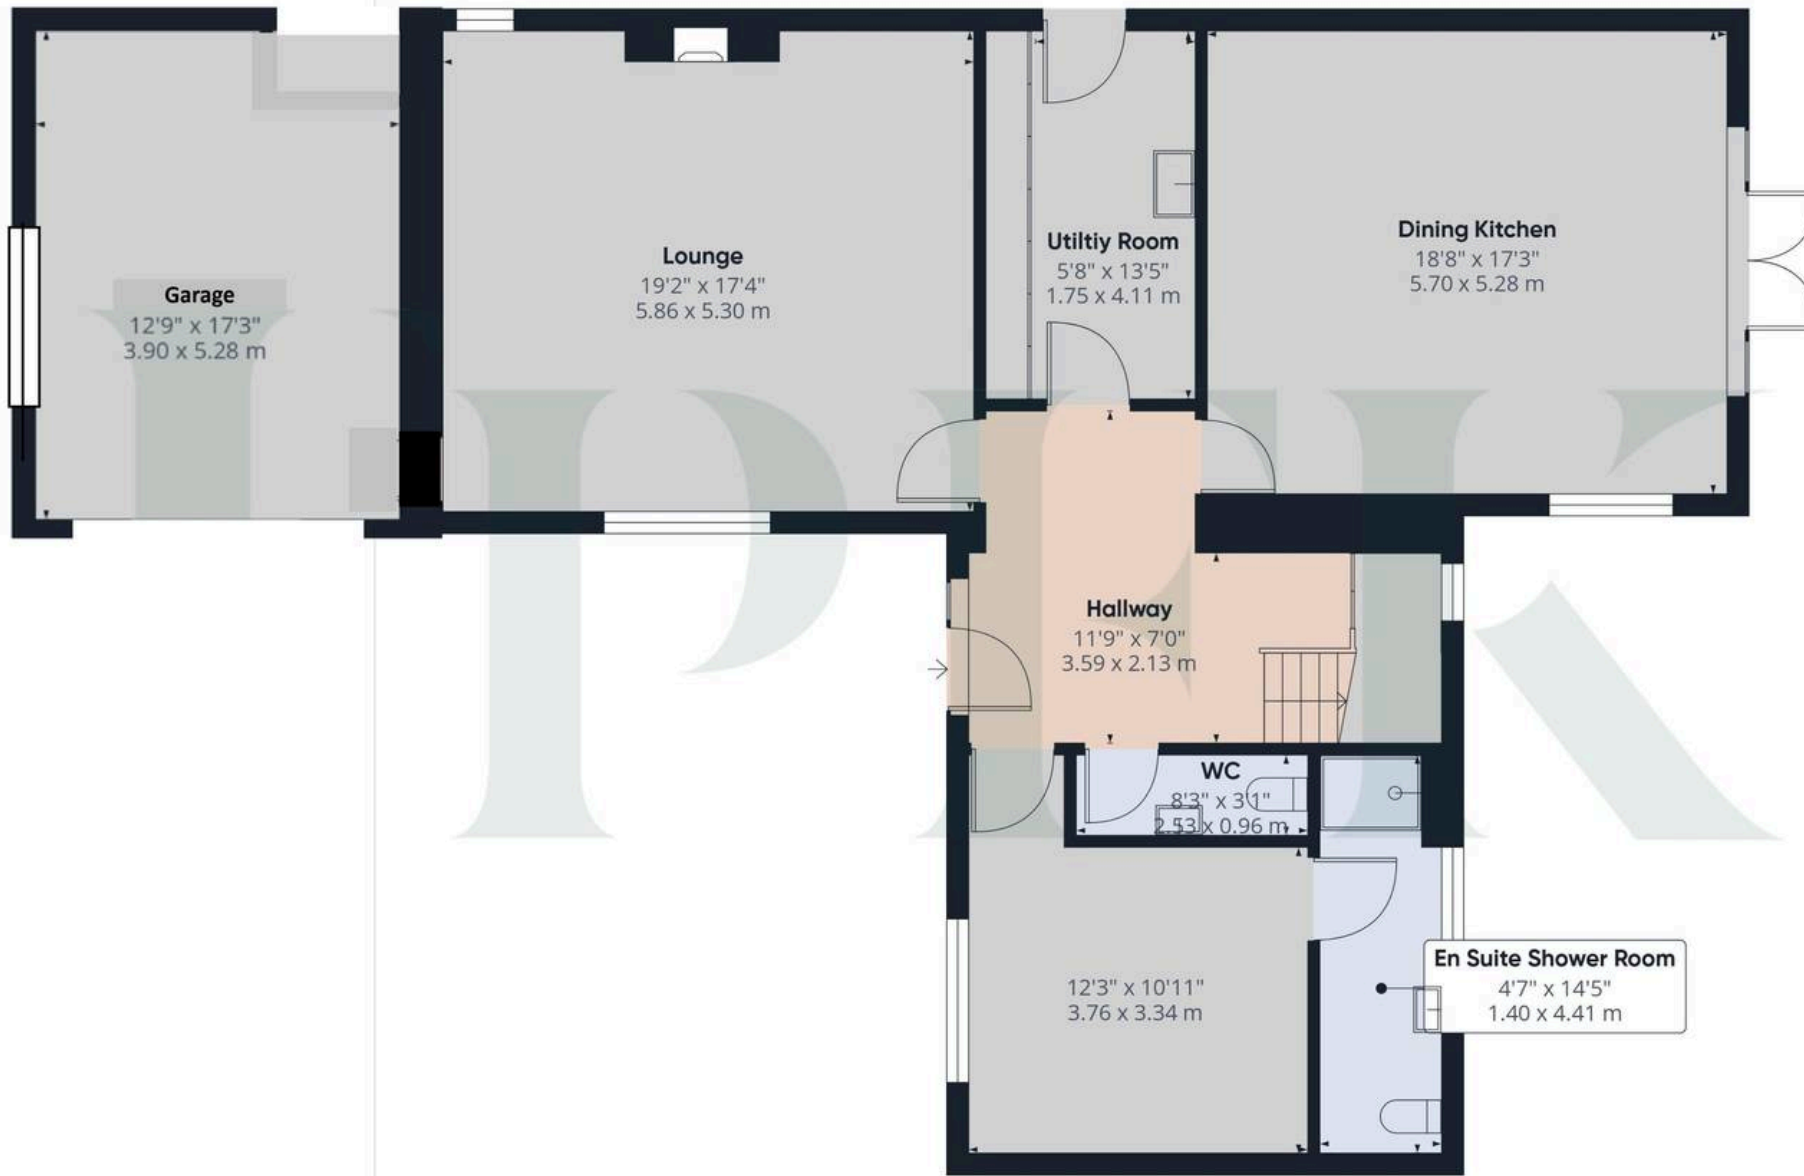 Garage
12'9" x 17'3"
3.90 x 5.28 m
Lounge
19'2" x 17'4"
5.86 x 5.30 m
Utiltiy Room
5'8" x 13'5"
1.75 x 4.11 m
Dining Kitchen
18'8" x 17'3"
5.70 x 5.28 m
Hallway
11'9" x 7'0"
3.59 x 2.13 m
WC
8'3" x 3'1"
2.53 x 0.96 m
12'3" x 10'11"
3.76 x 3.34 m
En Suite Shower Room
4'7" x 14'5"
1.40 x 4.41 m